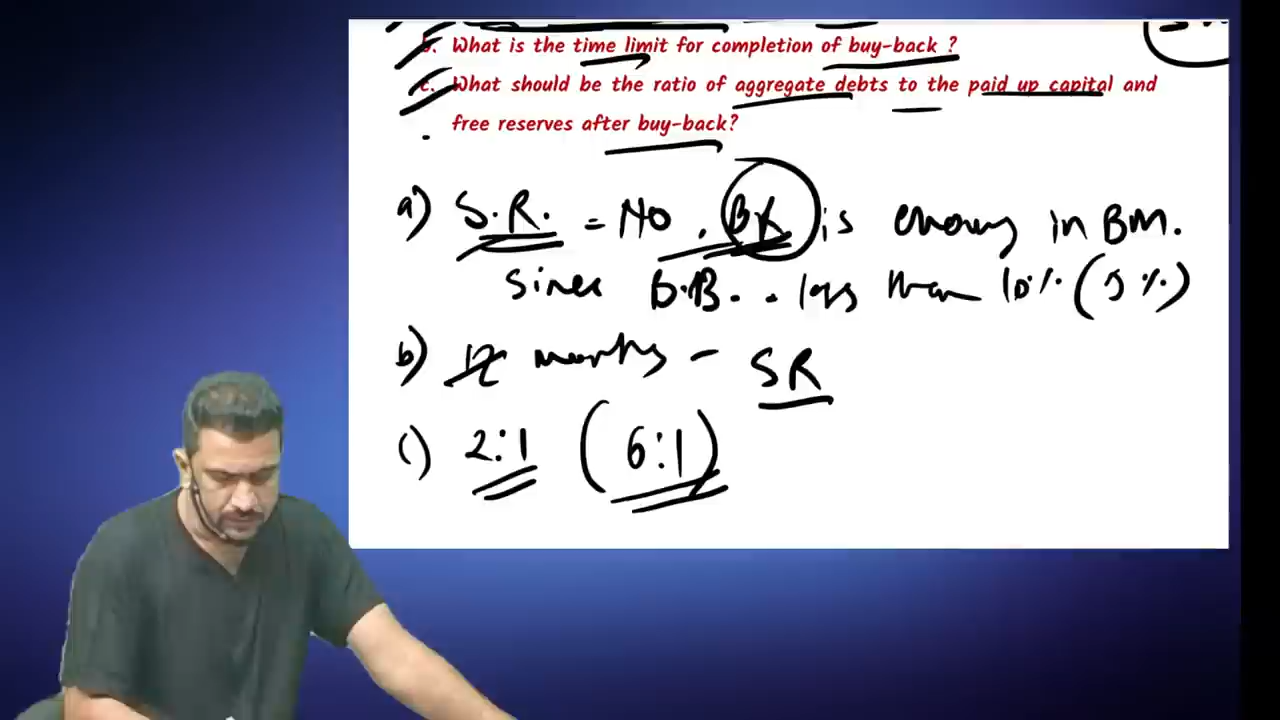 b. What is the time limit for completion of buy-back ?
c. What should be the ratio of aggregate debts to the paid up capital and
free reserves after buy-back?
a) S.R. = No. BR is enough in BM.
Since B.B. less than 10% (5%)
b) 12 months - SR
c) 2:1 (6:1)